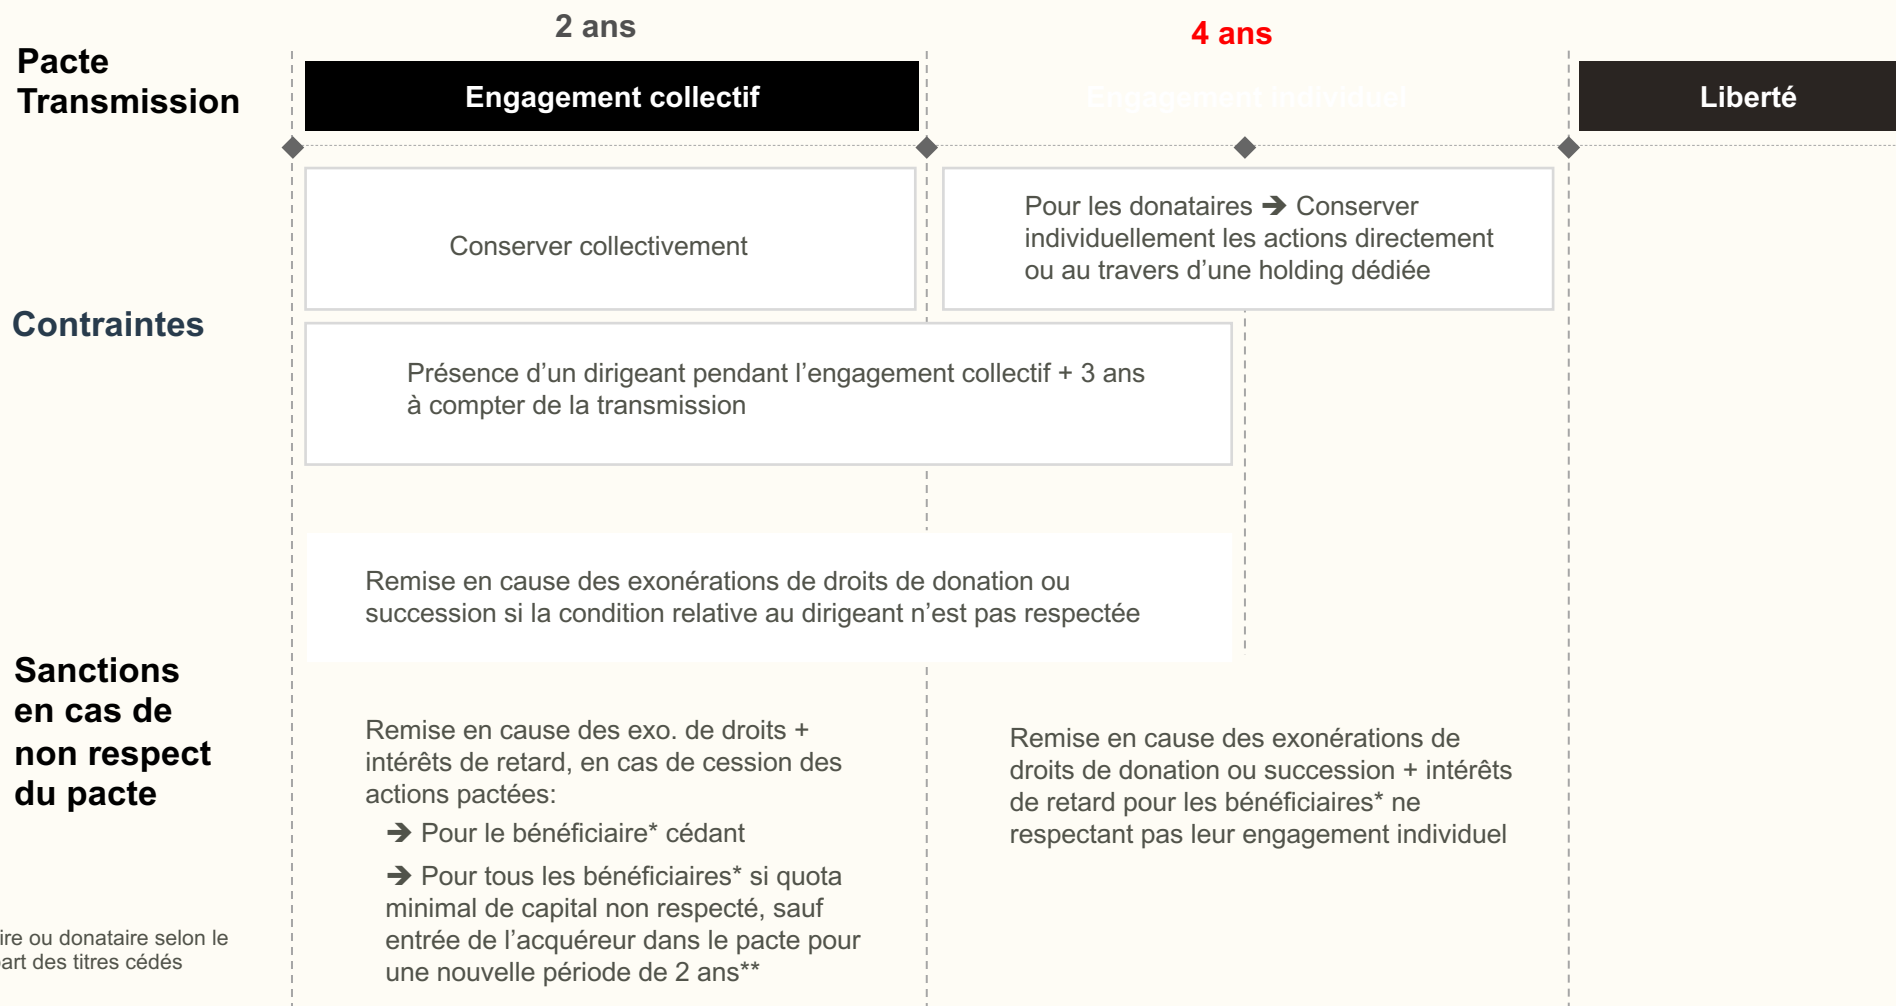 2 ans
4 ans
Pacte
Transmission
Engagement collectif
Engagement individuel
Liberté
Conserver collectivement
Pour les donataires ➔ Conserver
individuellement les actions directement
ou au travers d’une holding dédiée
Contraintes
Présence d’un dirigeant pendant l’engagement collectif + 3 ans
à compter de la transmission
Remise en cause des exonérations de droits de donation ou
succession si la condition relative au dirigeant n’est pas respectée
Sanctions
en cas de
non respect
du pacte
Remise en cause des exo. de droits +
intérêts de retard, en cas de cession des
actions pactées:
➔ Pour le bénéficiaire* cédant
➔ Pour tous les bénéficiaires* si quota
minimal de capital non respecté, sauf
entrée de l’acquéreur dans le pacte pour
une nouvelle période de 2 ans**
Remise en cause des exonérations de
droits de donation ou succession + intérêts
de retard pour les bénéficiaires* ne
respectant pas leur engagement individuel
ou donataire selon le
des titres cédés